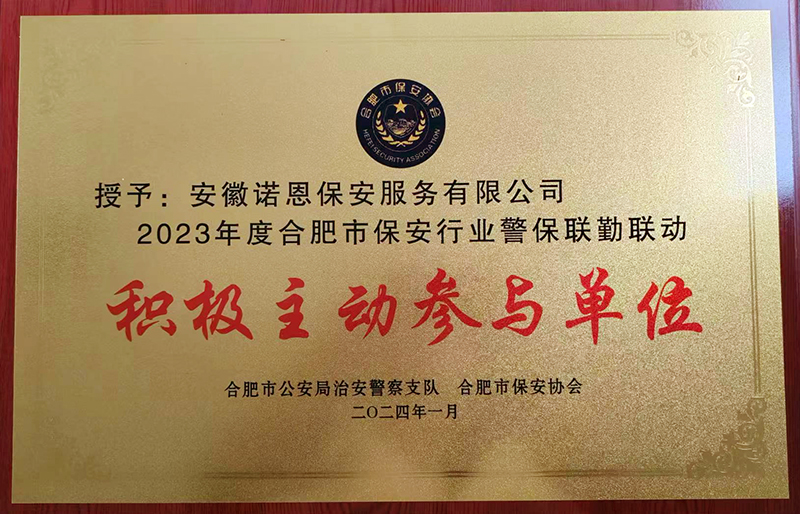 合肥市保安协会
HEFEI SECURITY ASSOCIATION
授予：安徽诺恩保安服务有限公司
2023年度合肥市保安行业警保联勤联动
积极主动参与单位
合肥市公安局治安警察支队 合肥市保安协会
二〇二四年一月